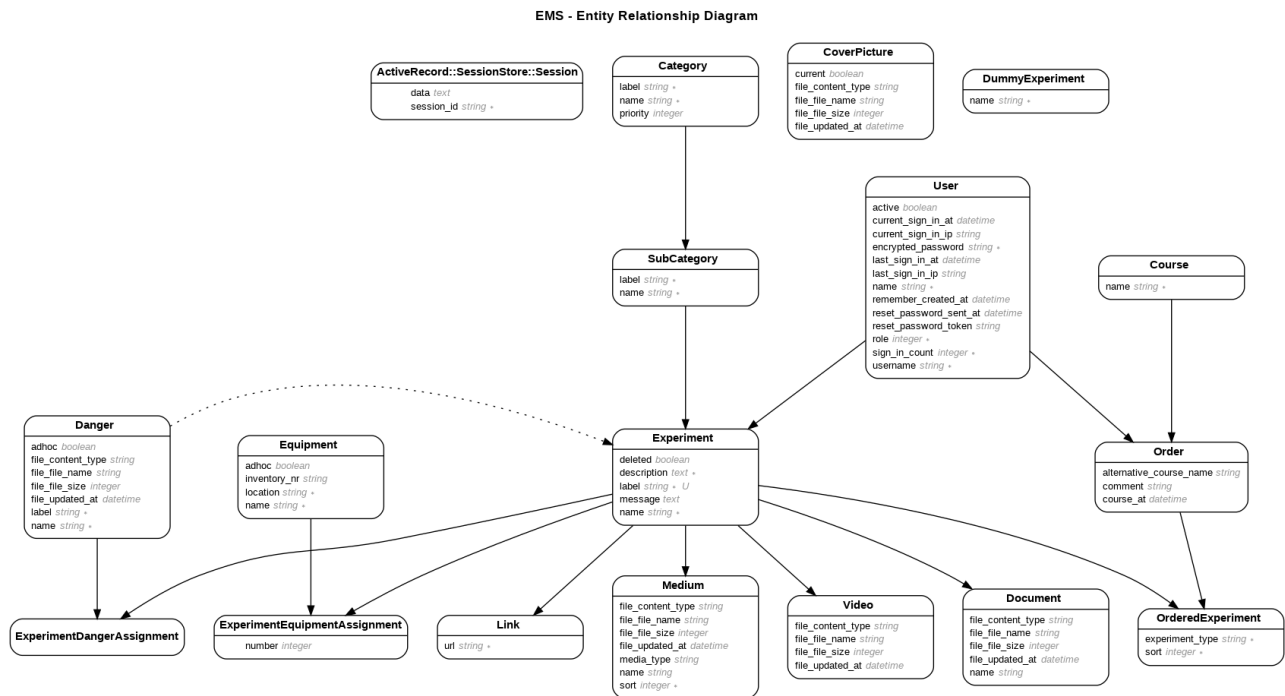 EMS - Entity Relationship Diagram
ActiveRecord::SessionStore::Session
data text
session_id string ∗
Category
label string ∗
name string ∗
priority integer
CoverPicture
current boolean
file_content_type string
file_file_name string
file_file_size integer
file_updated_at datetime
DummyExperiment
name string ∗
User
active boolean
current_sign_in_at datetime
current_sign_in_ip string
encrypted_password string ∗
last_sign_in_at datetime
last_sign_in_ip string
name string ∗
remember_created_at datetime
reset_password_sent_at datetime
reset_password_token string
role integer ∗
sign_in_count integer ∗
username string ∗
SubCategory
label string ∗
name string ∗
Course
name string ∗
Danger
adhoc boolean
file_content_type string
file_file_name string
file_file_size integer
file_updated_at datetime
label string ∗
name string ∗
Equipment
adhoc boolean
inventory_nr string
location string ∗
name string ∗
Experiment
deleted boolean
description text ∗
label string ∗ U
message text
name string ∗
Order
alternative_course_name string
comment string
course_at datetime
ExperimentDangerAssignment
ExperimentEquipmentAssignment
number integer
Link
url string ∗
Medium
file_content_type string
file_file_name string
file_file_size integer
file_updated_at datetime
media_type string
name string
sort integer ∗
Video
file_content_type string
file_file_name string
file_file_size integer
file_updated_at datetime
Document
file_content_type string
file_file_name string
file_file_size integer
file_updated_at datetime
name string
OrderedExperiment
experiment_type string ∗
sort integer ∗